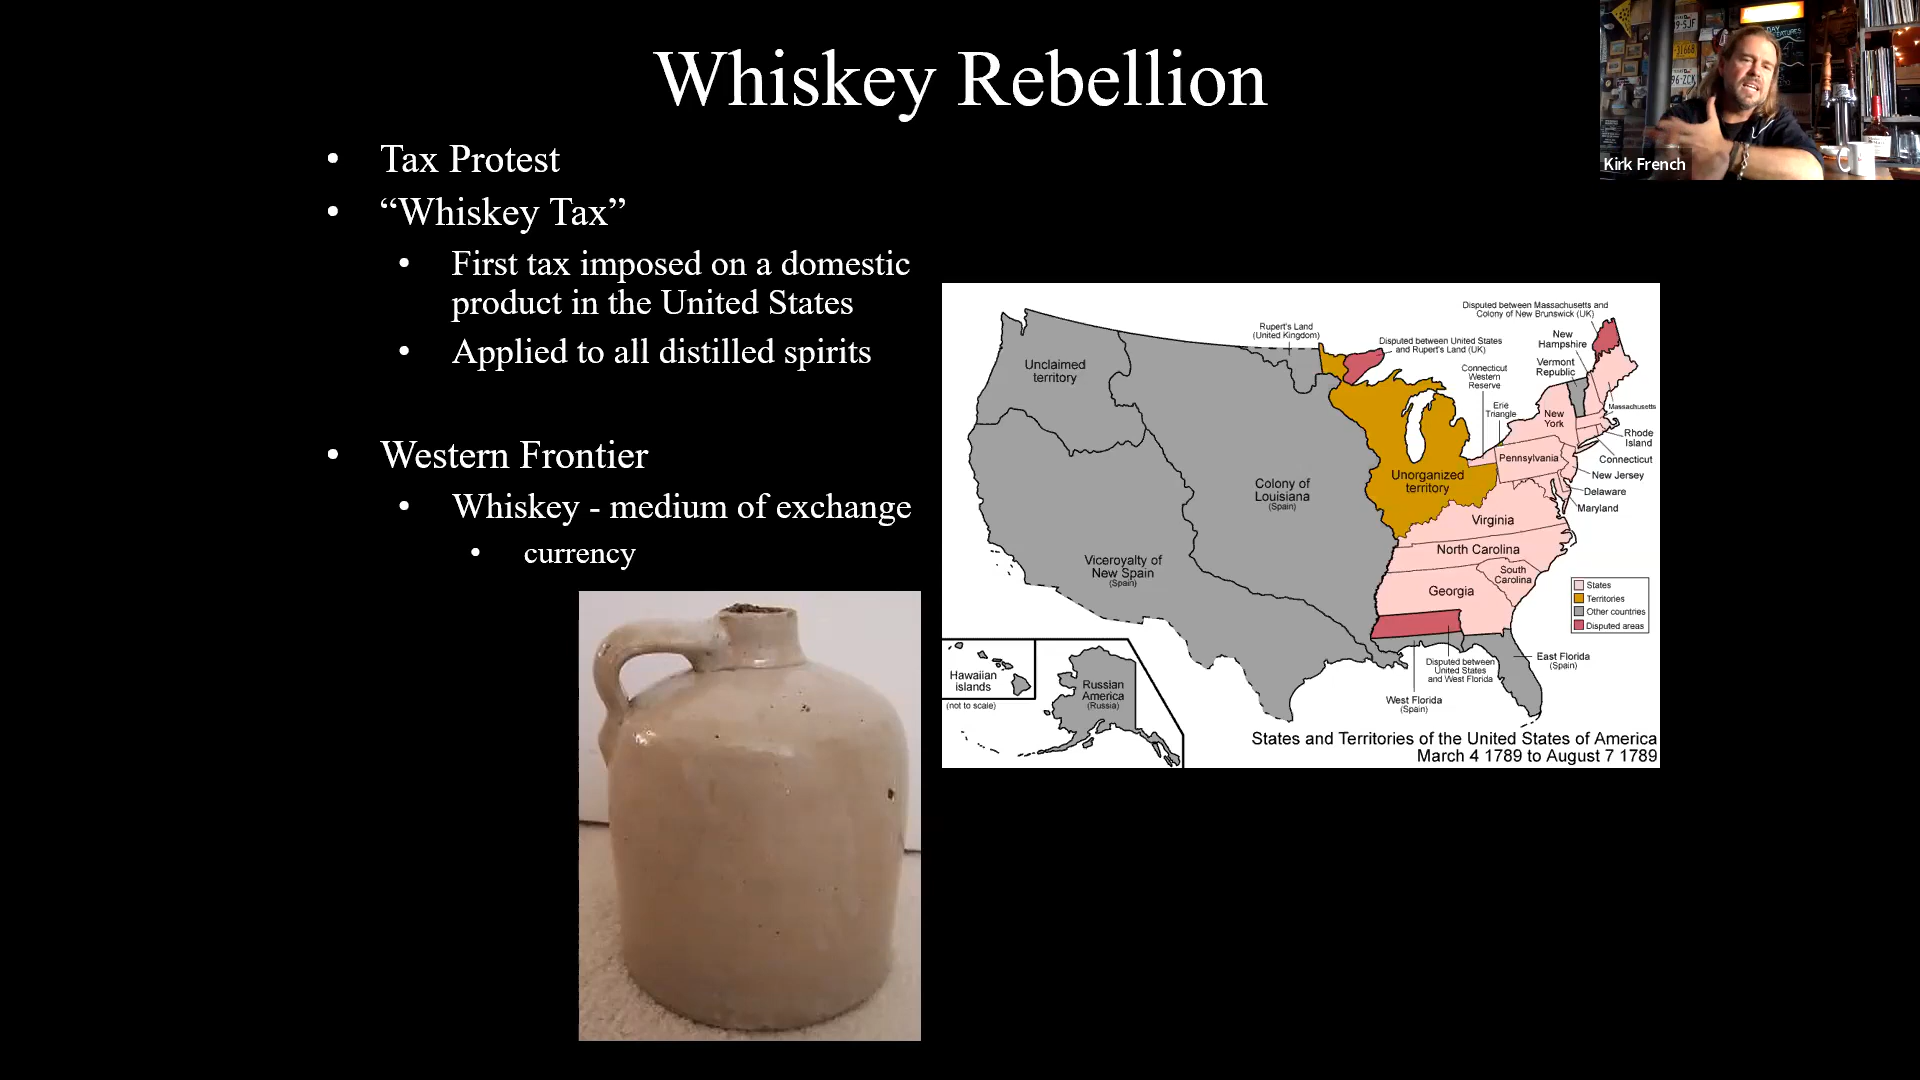 Whiskey Rebellion
• Tax Protest
• “Whiskey Tax”
• First tax imposed on a domestic
product in the United States
• Applied to all distilled spirits
• Western Frontier
• Whiskey - medium of exchange
• currency
Kirk French
Disputed between Massachusetts and
Colony of New Brunswick (UK)
Rupert's Land
(United Kingdom)
Disputed between United States
and Rupert's Land (UK)
New
Hampshire
Vermont
Republic
Connecticut
Western
Reserve
Erie
Triangle
Unclaimed
territory
Massachusetts
New
York
Rhode
Island
Pennsylvania
Connecticut
New Jersey
Delaware
Maryland
Unorganized
territory
Colony of
Louisiana
(Spain)
Virginia
North Carolina
South
Carolina
Georgia
Viceroyalty of
New Spain
(Spain)
States
Territories
Other countries
Disputed areas
East Florida
(Spain)
Disputed between
United States
and West Florida
West Florida
(Spain)
Hawaiian
islands
(not to scale)
Russian
America
(Russia)
States and Territories of the United States of America
March 4 1789 to August 7 1789